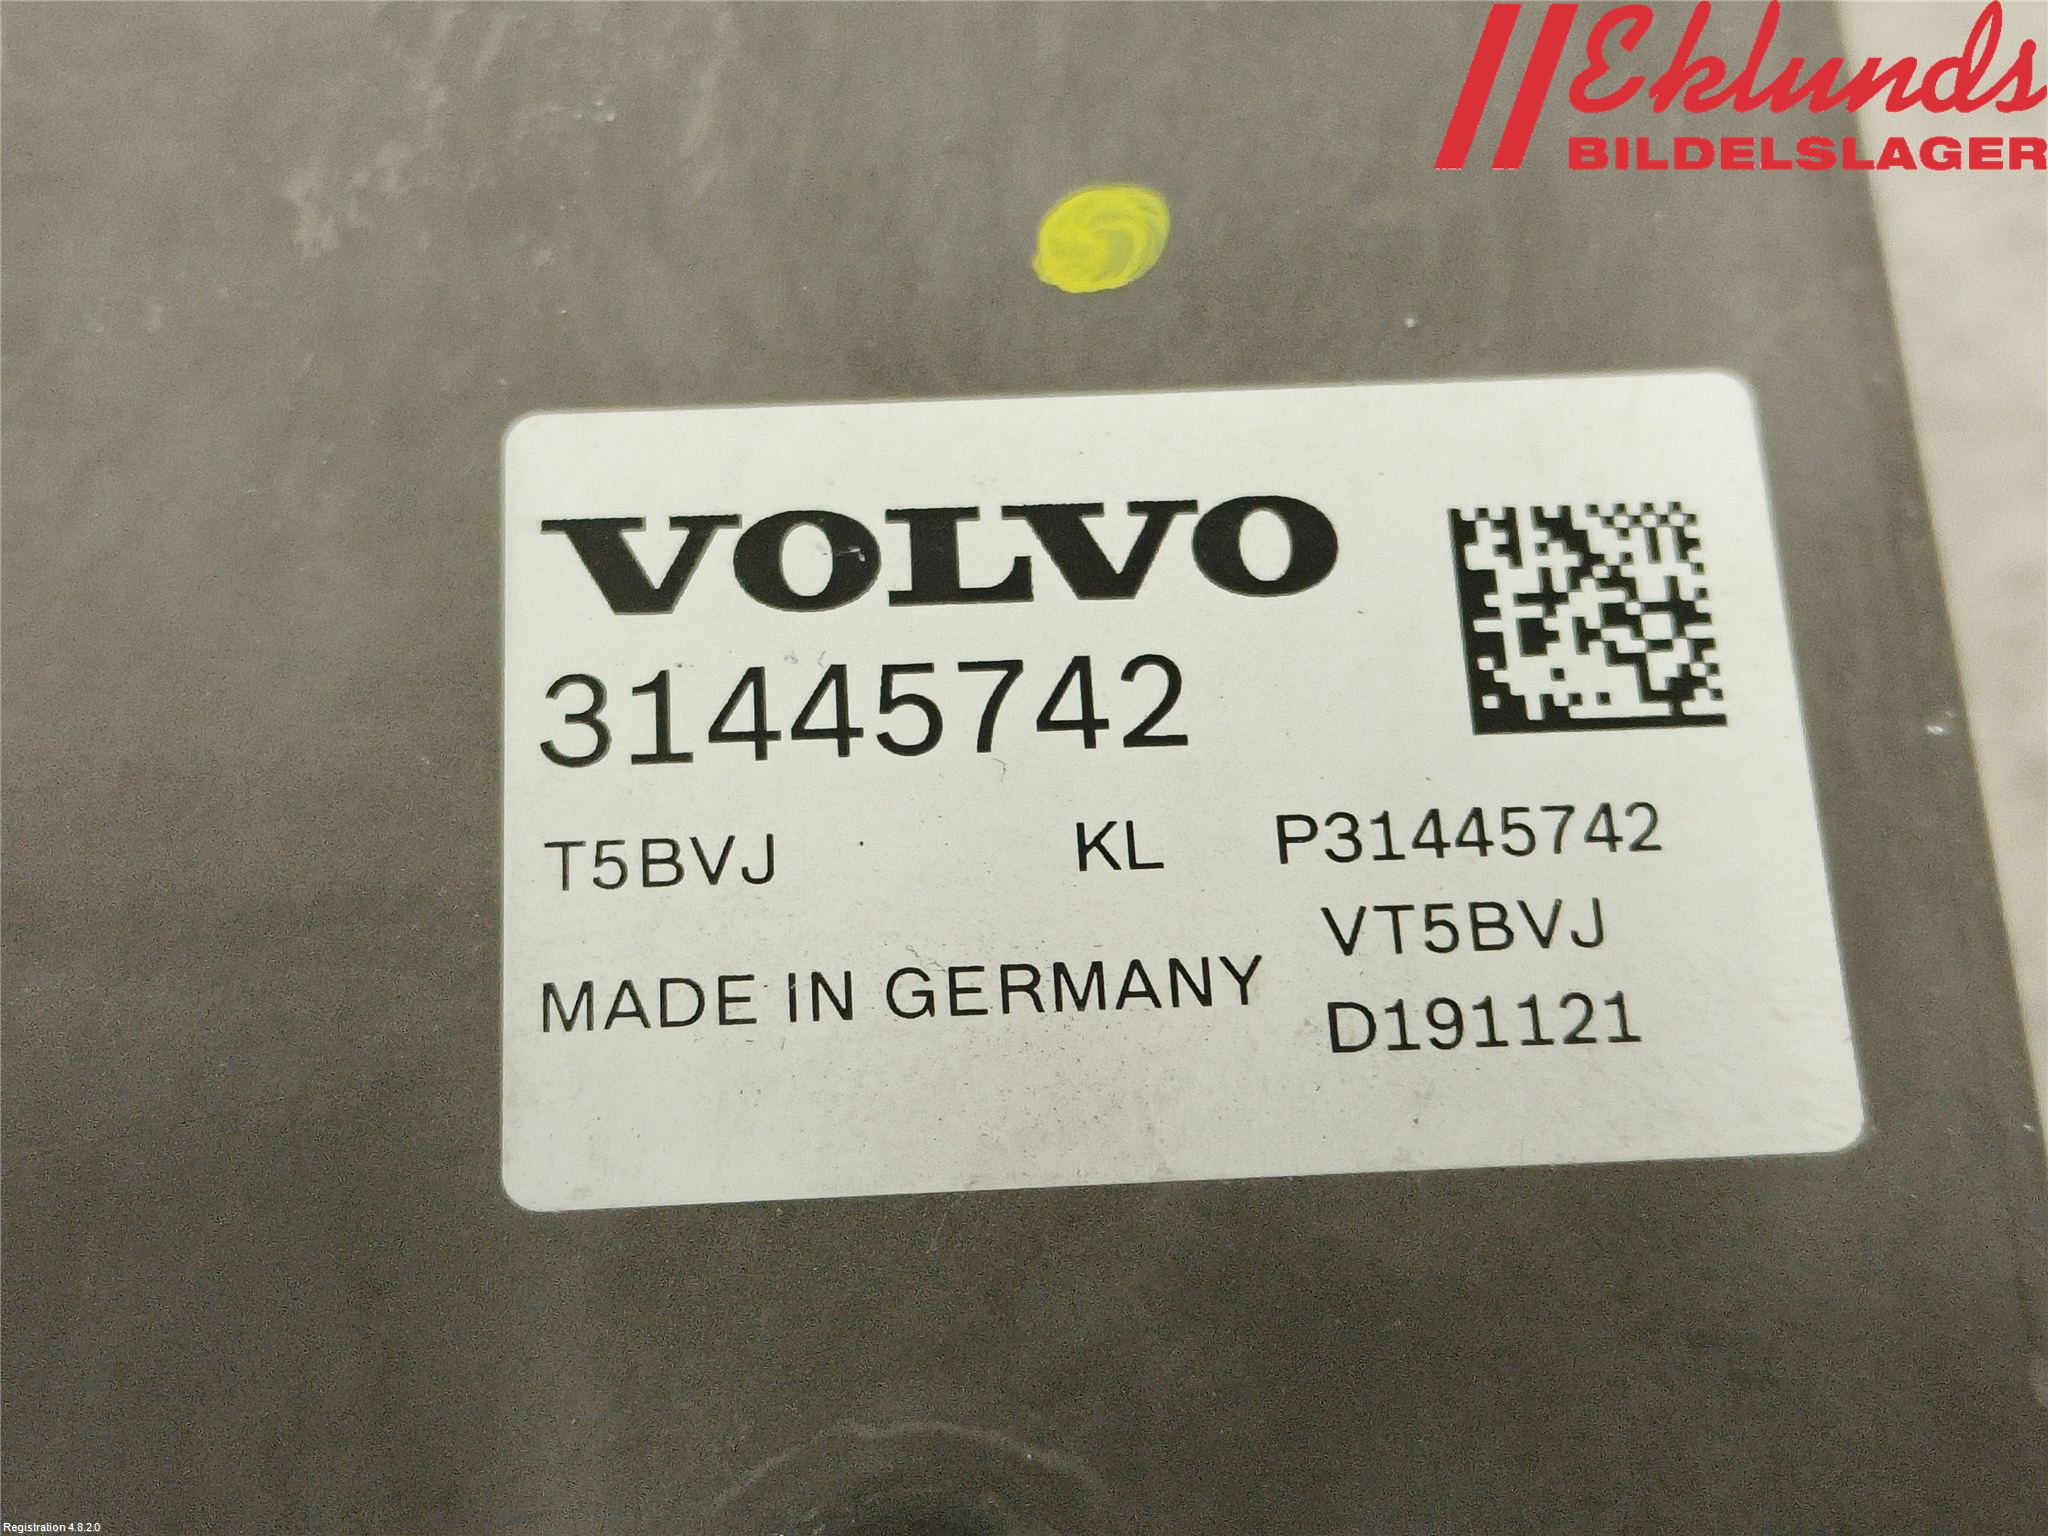 Eklunds
BILDELSLAGER
VOLVO
31445742
T5BVJ KL P31445742
VT5BVJ
MADE IN GERMANY
D191121
Registration 4.8.2.0